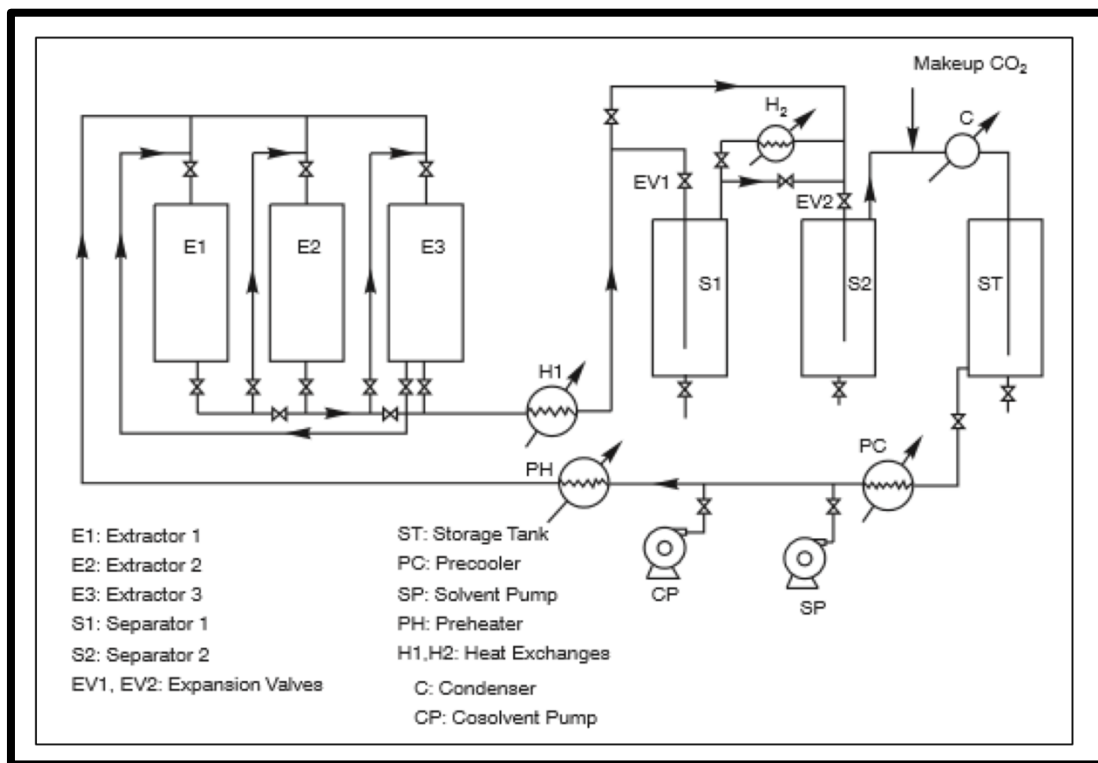 Makeup CO₂
H₂
C
E1
E2
E3
EV1
EV2
S1
S2
ST
H1
PH
PC
CP
SP
E1: Extractor 1
E2: Extractor 2
E3: Extractor 3
S1: Separator 1
S2: Separator 2
EV1, EV2: Expansion Valves
ST: Storage Tank
PC: Precooler
SP: Solvent Pump
PH: Preheater
H1,H2: Heat Exchanges
C: Condenser
CP: Cosolvent Pump